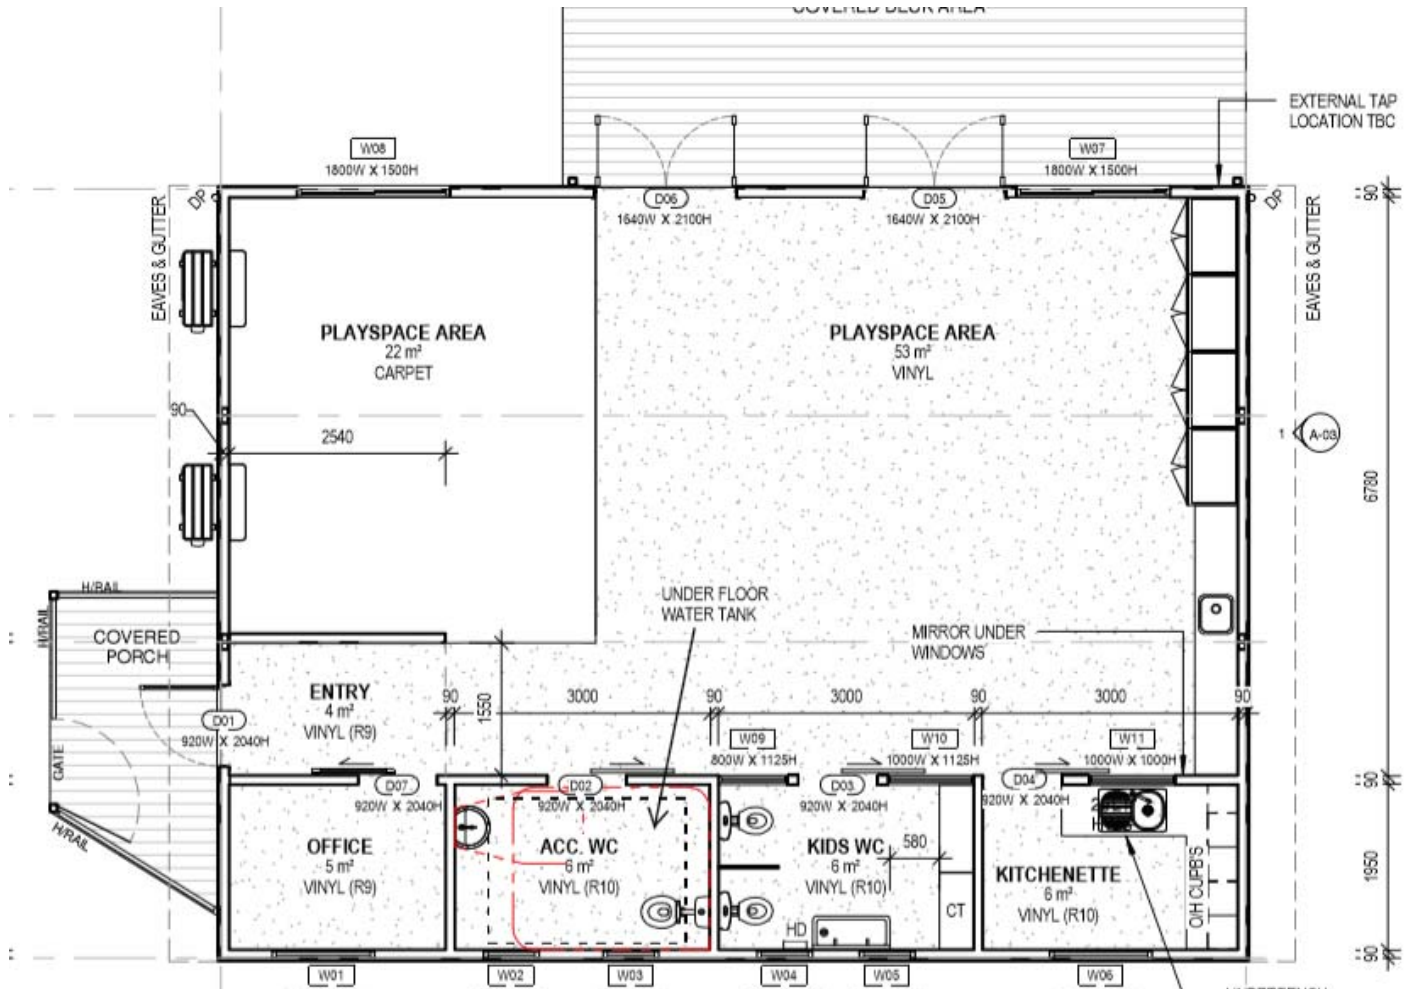 COVERED DECK AREA
EXTERNAL TAP
LOCATION TBC
W08
1800W X 1500H
W07
1800W X 1500H
DP
D06
1640W X 2100H
D05
1640W X 2100H
DP
90
EAVES & GUTTER
EAVES & GUTTER
PLAYSPACE AREA
22 m²
CARPET
PLAYSPACE AREA
53 m²
VINYL
90
2540
1
A-03
6780
H/RAIL
H/RAIL
COVERED
PORCH
UNDER FLOOR
WATER TANK
MIRROR UNDER
WINDOWS
ENTRY
4 m²
VINYL (R9)
90
1550
3000
90
3000
90
3000
90
D01
920W X 2040H
GATE
H/RAIL
W09
800W X 1125H
W10
1000W X 1125H
W11
1000W X 1000H
D07
920W X 2040H
D02
920W X 2040H
D03
920W X 2040H
D04
920W X 2040H
90
OFFICE
5 m²
VINYL (R9)
ACC. WC
6 m²
VINYL (R10)
KIDS WC
6 m²
VINYL (R10)
580
KITCHENETTE
6 m²
VINYL (R10)
O/H CUPB'S
1950
HD
CT
90
W01
W02
W03
W04
W05
W06